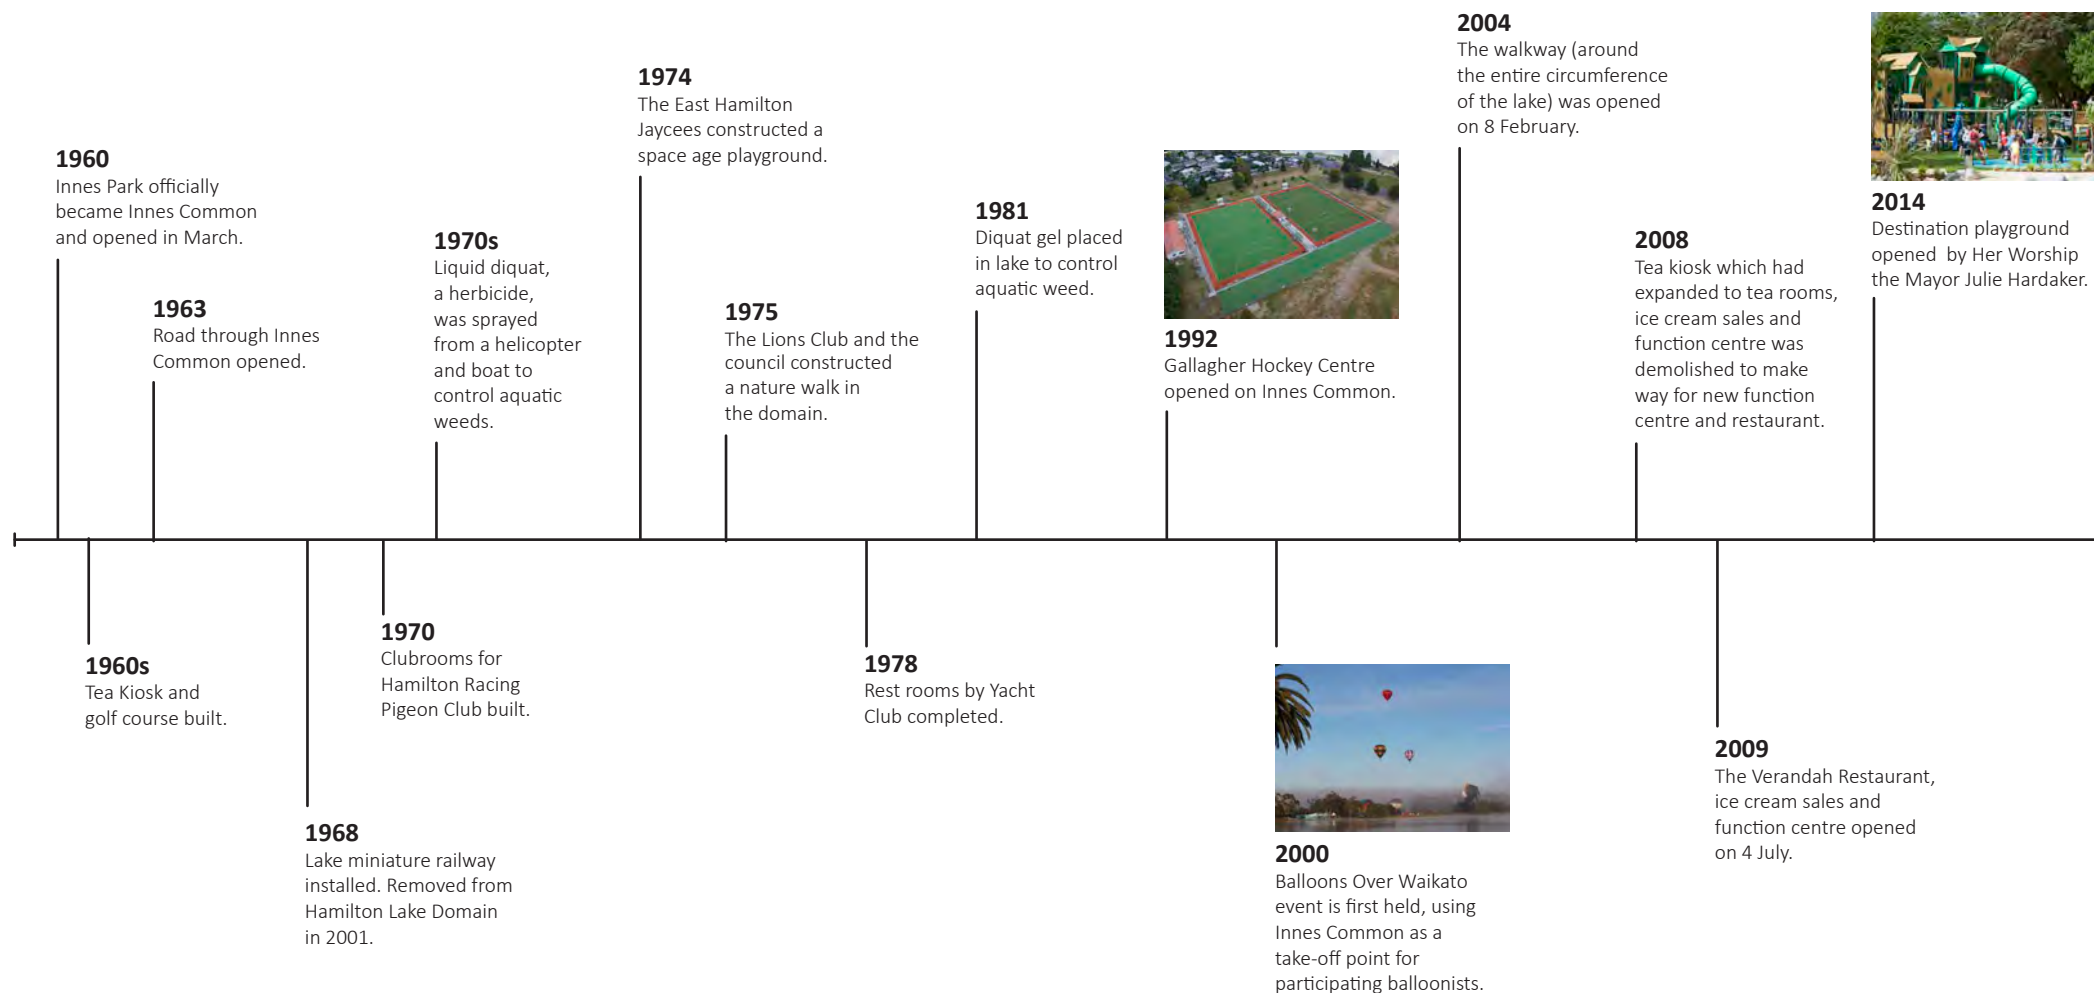 1960
Innes Park officially
became Innes Common
and opened in March.
1960s
Tea Kiosk and
golf course built.
1963
Road through Innes
Common opened.
1968
Lake miniature railway
installed. Removed from
Hamilton Lake Domain
in 2001.
1970
Clubrooms for
Hamilton Racing
Pigeon Club built.
1970s
Liquid diquat,
a herbicide,
was sprayed
from a helicopter
and boat to
control aquatic
weeds.
1974
The East Hamilton
Jaycees constructed a
space age playground.
1975
The Lions Club and the
council constructed
a nature walk in
the domain.
1978
Rest rooms by Yacht
Club completed.
1981
Diquat gel placed
in lake to control
aquatic weed.
1992
Gallagher Hockey Centre
opened on Innes Common.
2000
Balloons Over Waikato
event is first held, using
Innes Common as a
take-off point for
participating balloonists.
2004
The walkway (around
the entire circumference
of the lake) was opened
on 8 February.
2008
Tea kiosk which had
expanded to tea rooms,
ice cream sales and
function centre was
demolished to make
way for new function
centre and restaurant.
2009
The Verandah Restaurant,
ice cream sales and
function centre opened
on 4 July.
2014
Destination playground
opened by Her Worship
the Mayor Julie Hardaker.